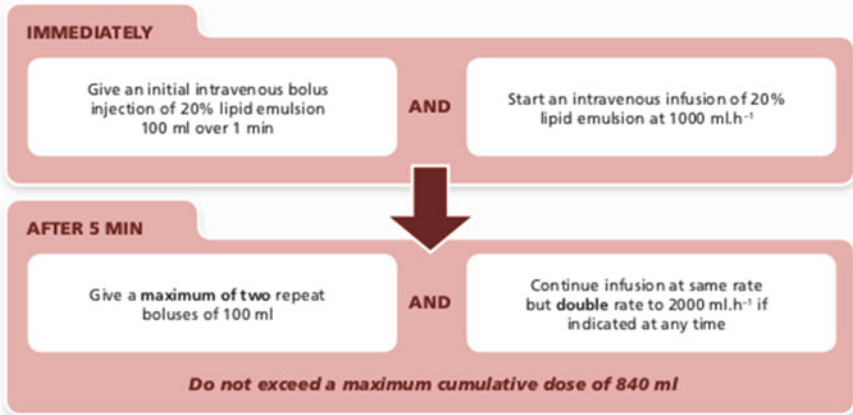 IMMEDIATELY
Give an initial intravenous bolus
injection of 20% lipid emulsion
100 ml over 1 min
AND
Start an intravenous infusion of 20%
lipid emulsion at 1000 ml.h⁻¹
AFTER 5 MIN
Give a maximum of two repeat
boluses of 100 ml
AND
Continue infusion at same rate
but double rate to 2000 ml.h⁻¹ if
indicated at any time
Do not exceed a maximum cumulative dose of 840 ml